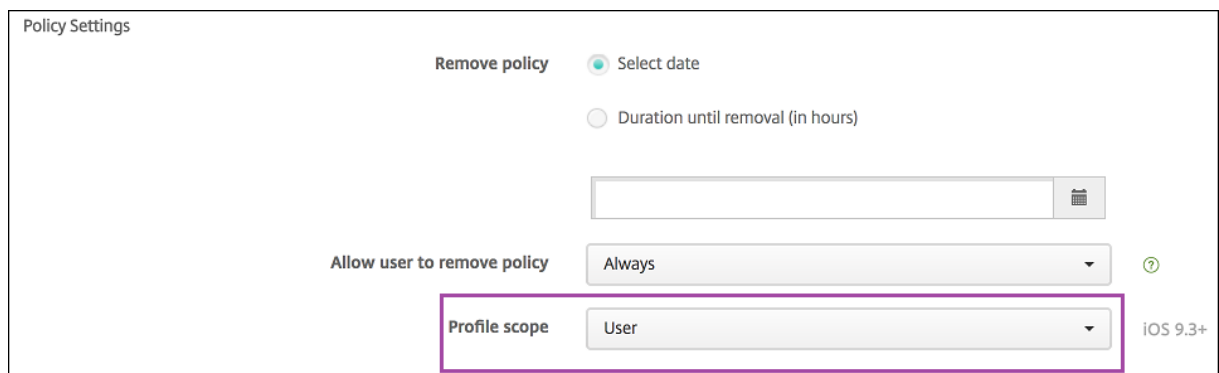 Policy Settings
Remove policy
Select date
Duration until removal (in hours)
Allow user to remove policy
Always
?
Profile scope
User
iOS 9.3+